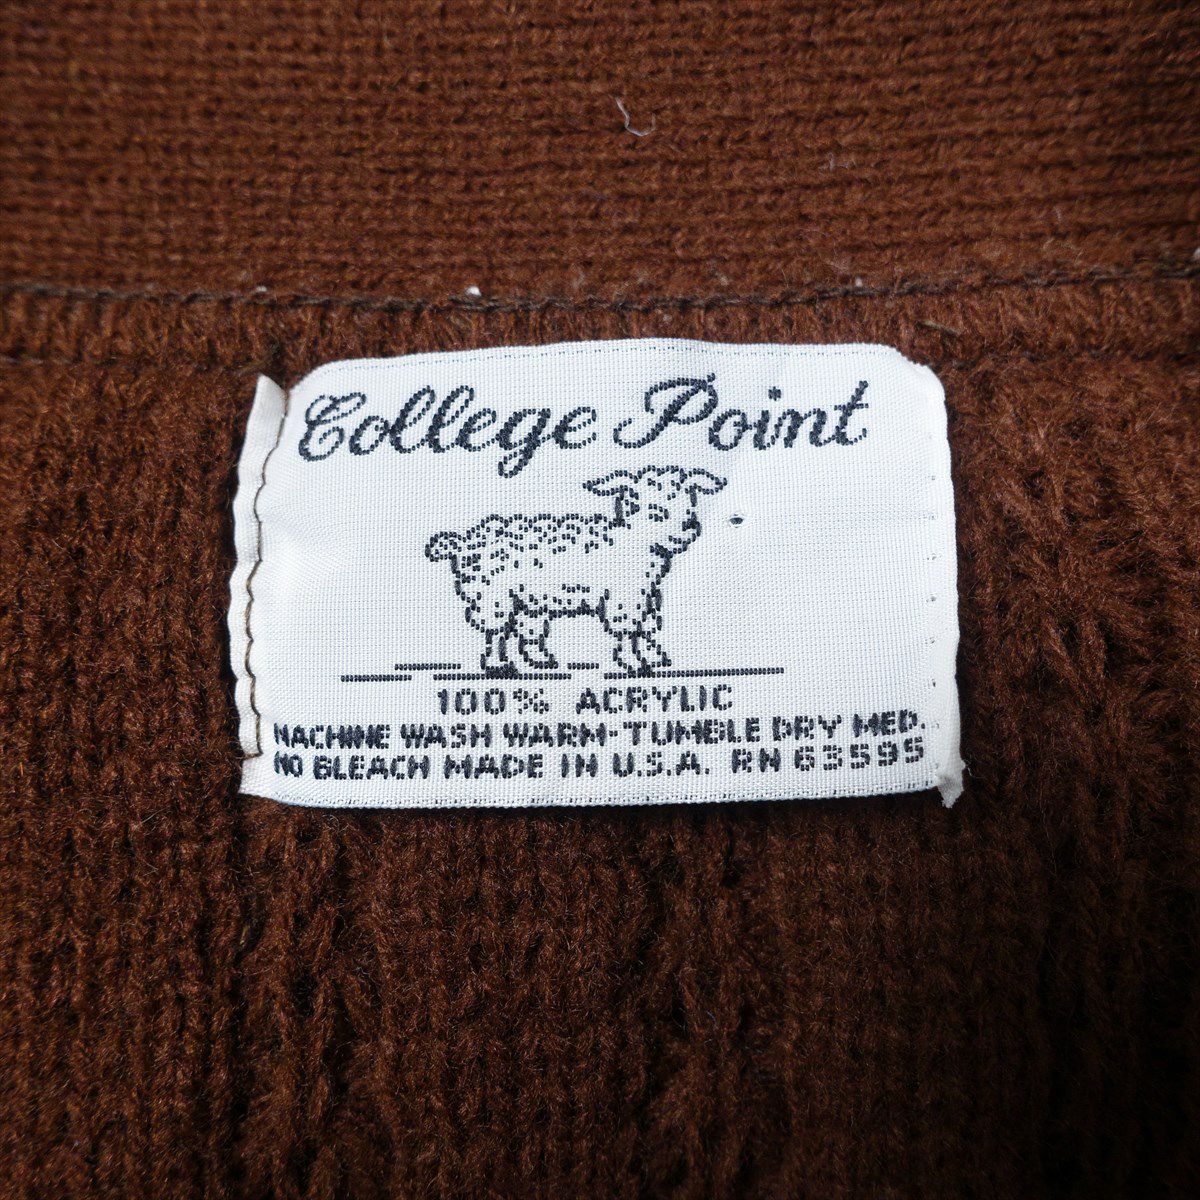 College Point
100% ACRYLIC
MACHINE WASH WARM-TUMBLE DRY MED.
NO BLEACH MADE IN U.S.A. RN 63595